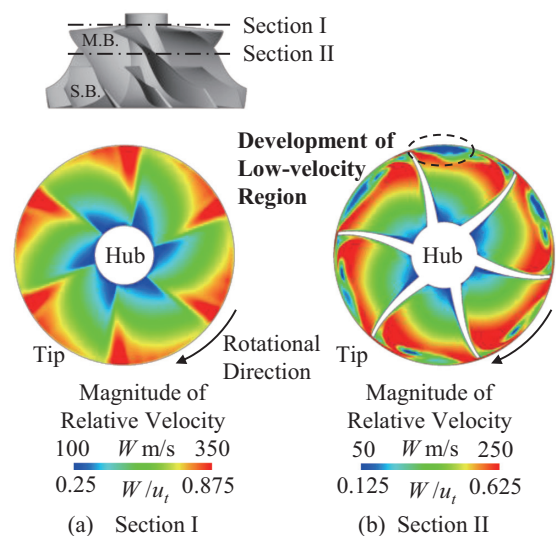 Section I
M.B.
Section II
S.B.
Development of
Low-velocity
Region
Hub
Hub
Tip
Rotational
Direction
Tip
Magnitude of
Relative Velocity
100 W m/s 350
0.25 W/uₜ 0.875
(a) Section I
Magnitude of
Relative Velocity
50 W m/s 250
0.125 W/uₜ 0.625
(b) Section II